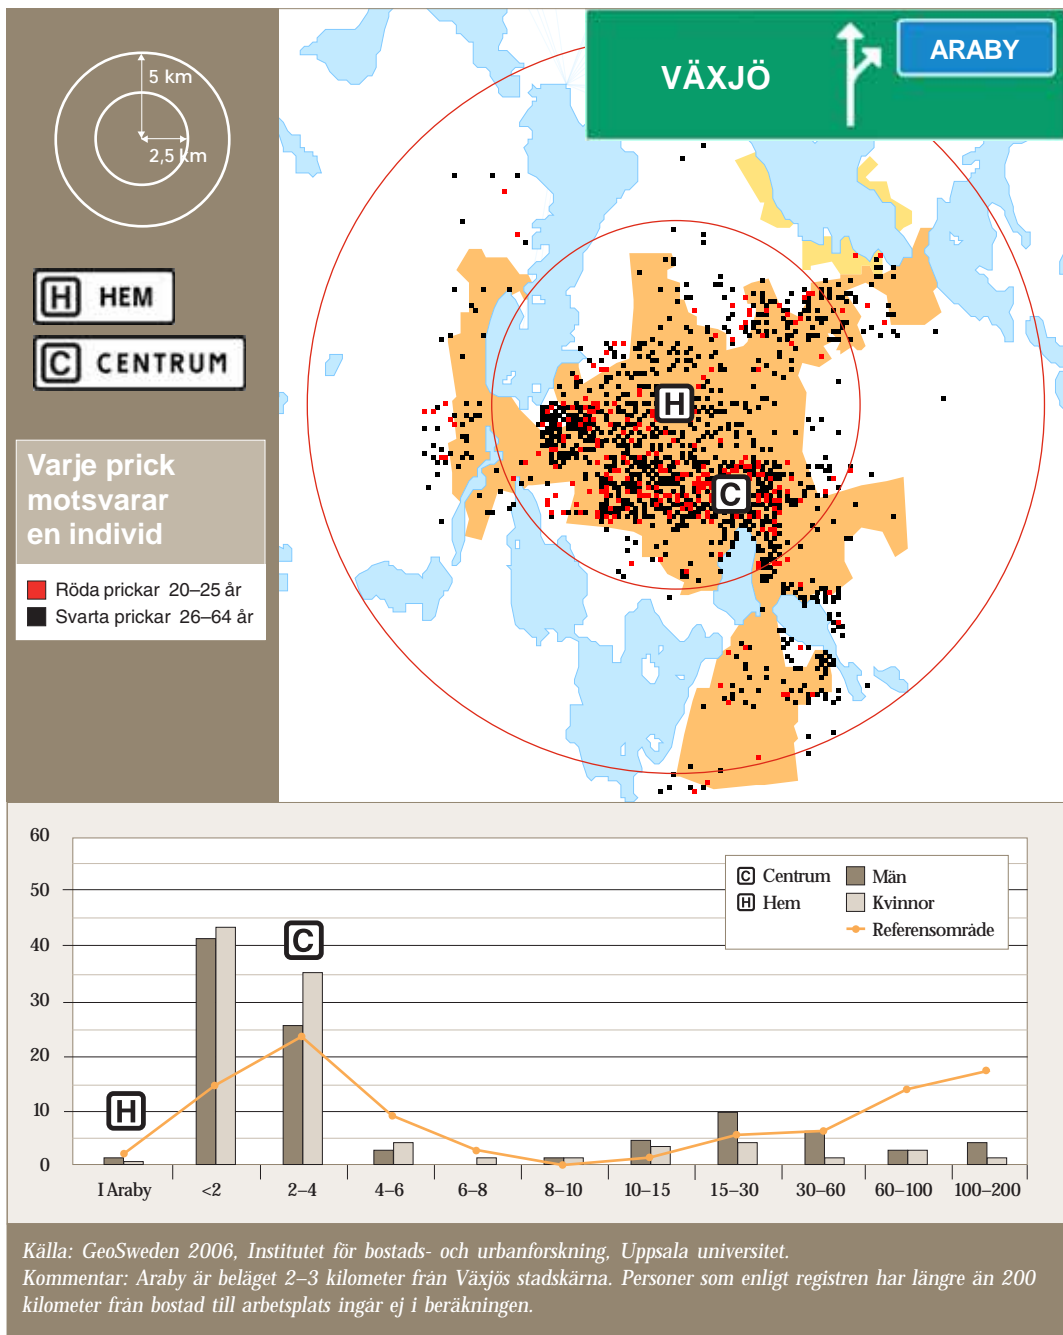 VÄXJÖ
ARABY
5 km
2,5 km
H HEM
C CENTRUM
H
C
Varje prick
motsvarar
en individ
Röda prickar 20–25 år
Svarta prickar 26–64 år
60
50
40
30
20
10
0
C Centrum
H Hem
Män
Kvinnor
Referensområde
C
H
I Araby
<2
2–4
4–6
6–8
8–10
10–15
15–30
30–60
60–100
100–200
Källa: GeoSweden 2006, Institutet för bostads- och urbanforskning, Uppsala universitet.
Kommentar: Araby är beläget 2–3 kilometer från Växjös stadskärna. Personer som enligt registren har längre än 200
kilometer från bostad till arbetsplats ingår ej i beräkningen.